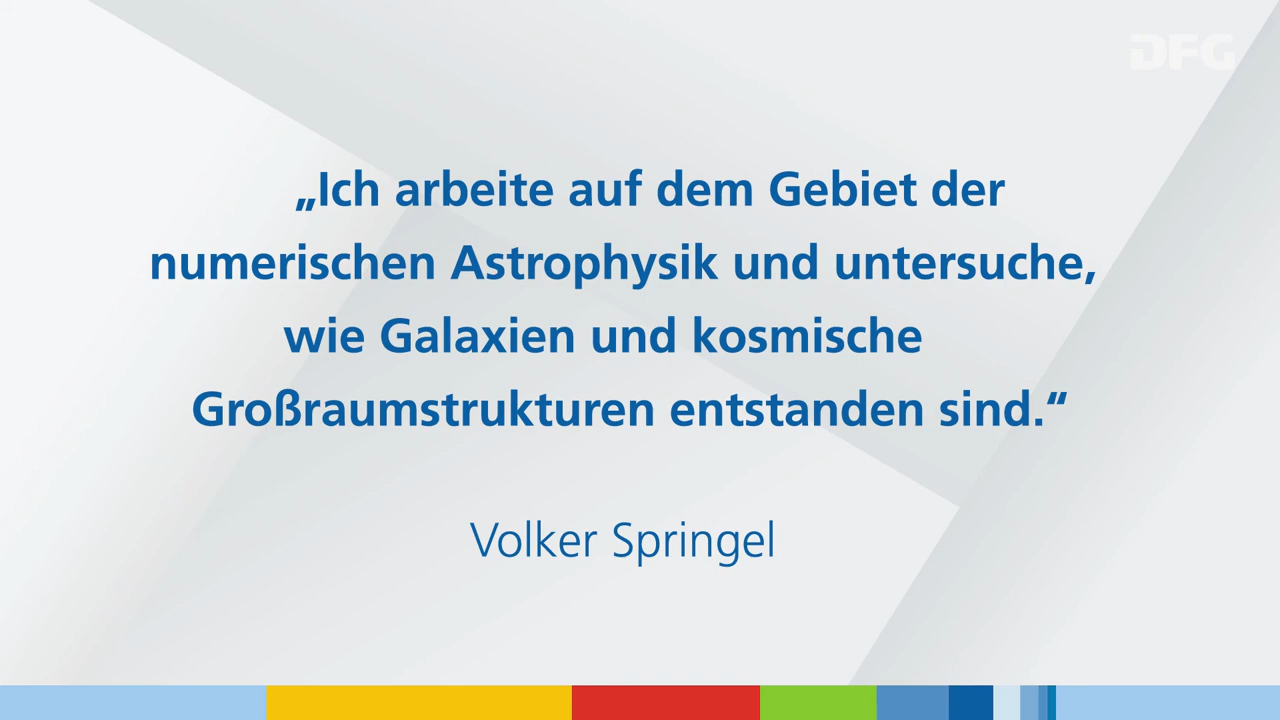 DFG
„Ich arbeite auf dem Gebiet der
numerischen Astrophysik und untersuche,
wie Galaxien und kosmische
Großraumstrukturen entstanden sind.“
Volker Springel